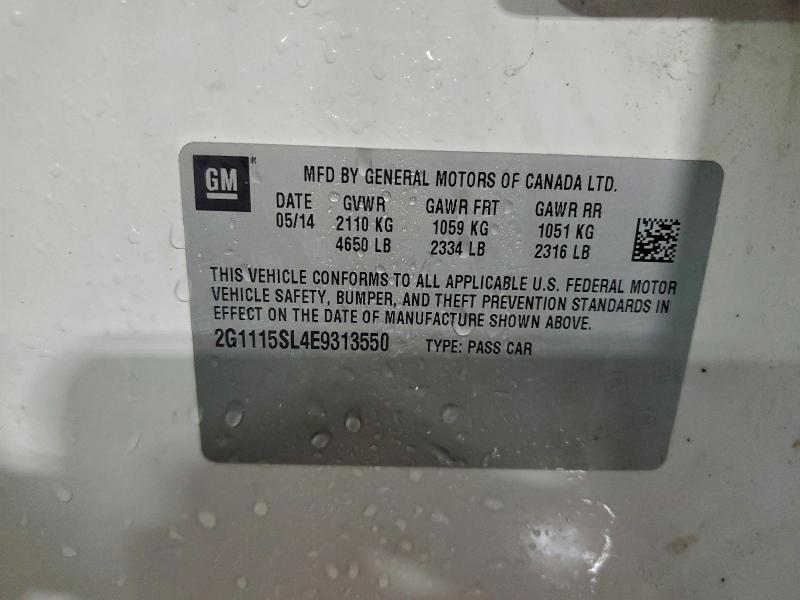 GM®
MFD BY GENERAL MOTORS OF CANADA LTD.
DATE GVWR GAWR FRT GAWR RR
05/14 2110 KG 1059 KG 1051 KG
4650 LB 2334 LB 2316 LB
THIS VEHICLE CONFORMS TO ALL APPLICABLE U.S. FEDERAL MOTOR
VEHICLE SAFETY, BUMPER, AND THEFT PREVENTION STANDARDS IN
EFFECT ON THE DATE OF MANUFACTURE SHOWN ABOVE.
2G1115SL4E9313550 TYPE: PASS CAR